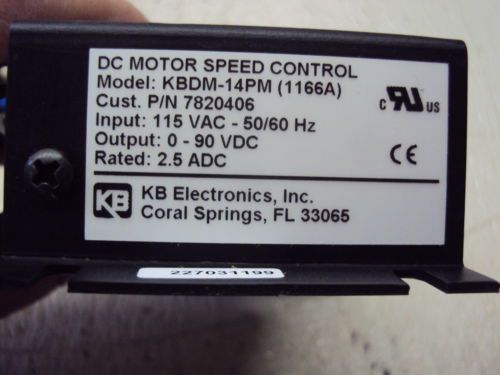 DC MOTOR SPEED CONTROL
Model: KBDM-14PM (1166A)
Cust. P/N 7820406
Input: 115 VAC - 50/60 Hz
Output: 0 - 90 VDC
Rated: 2.5 ADC
c RU US
CE
KB
KB Electronics, Inc.
Coral Springs, FL 33065
227031199